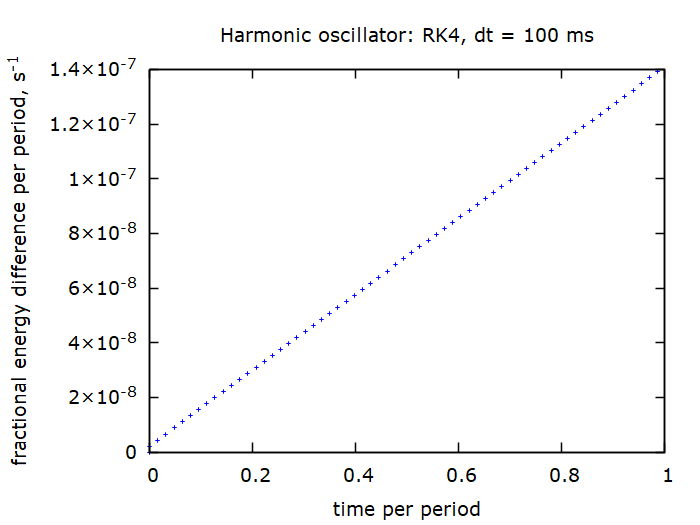 Harmonic oscillator: RK4, dt = 100 ms
fractional energy difference per period, s⁻¹
1.4×10⁻⁷
1.2×10⁻⁷
1×10⁻⁷
8×10⁻⁸
6×10⁻⁸
4×10⁻⁸
2×10⁻⁸
0
0 0.2 0.4 0.6 0.8 1
time per period